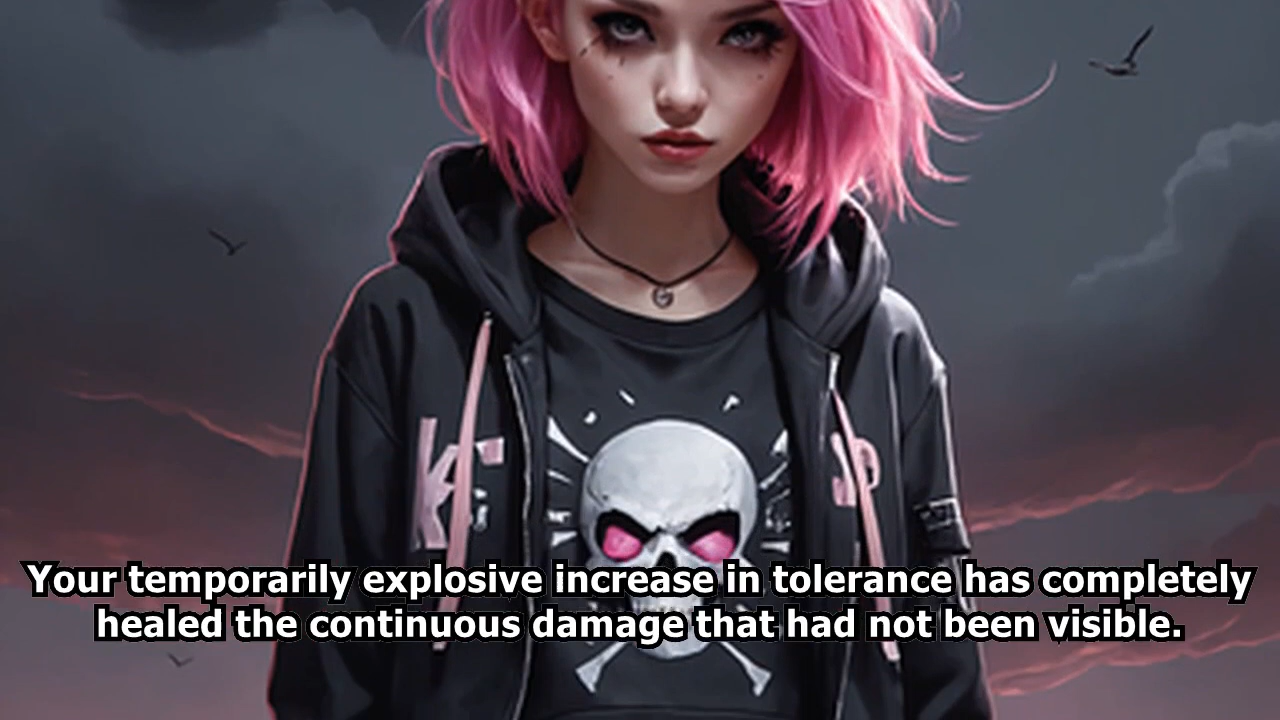 Your temporarily explosive increase in tolerance has completely
healed the continuous damage that had not been visible.